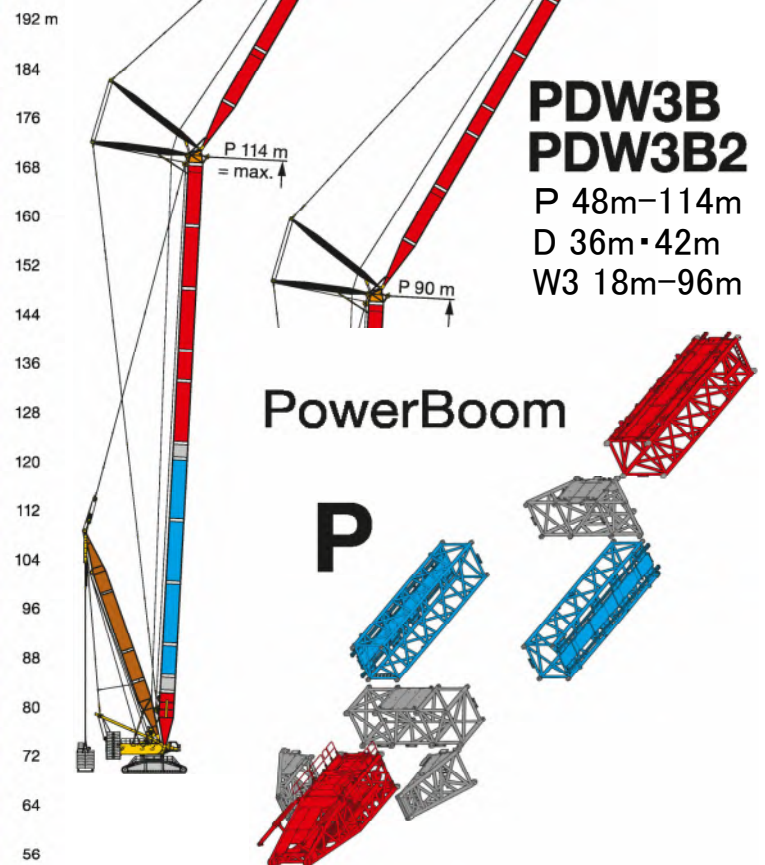 192 m
184
176
168
160
152
144
136
128
120
112
104
96
88
80
72
64
56
P 114 m
= max.
P 90 m
PDW3B
PDW3B2
P 48m-114m
D 36m･42m
W3 18m-96m
PowerBoom
P